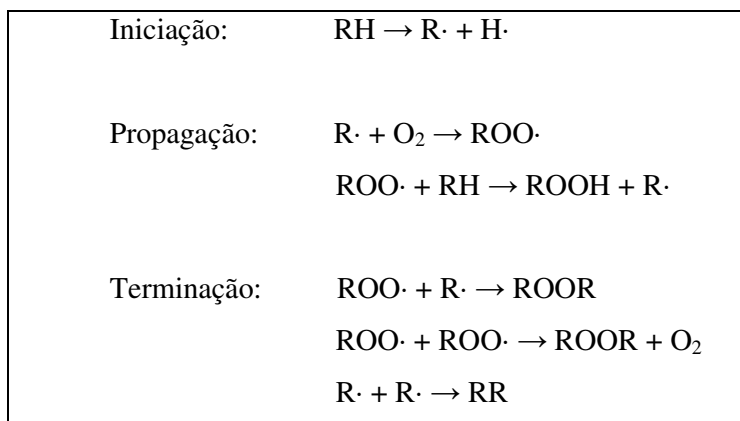 Iniciação: RH → R· + H·
Propagação: R· + O₂ → ROO·
ROO· + RH → ROOH + R·
Terminação: ROO· + R· → ROOR
ROO· + ROO· → ROOR + O₂
R· + R· → RR